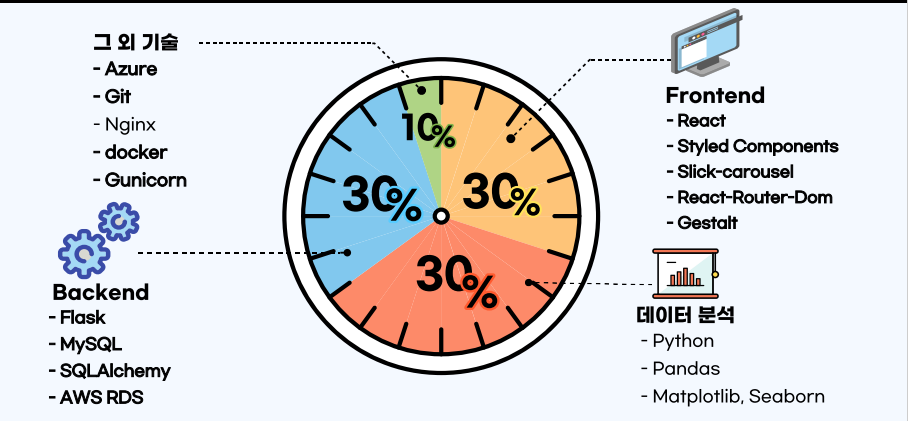 그 외 기술
- Azure
- Git
- Nginx
- docker
- Gunicorn
Frontend
- React
- Styled Components
- Slick-carousel
- React-Router-Dom
- Gestalt
10%
30%
30%
30%
Backend
- Flask
- MySQL
- SQLAlchemy
- AWS RDS
데이터 분석
- Python
- Pandas
- Matplotlib, Seaborn